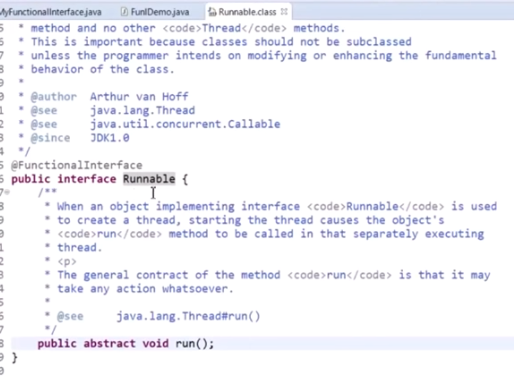 MyFunctionalInterface.java FunIDemo.java Runnable.class
5 * method and no other <code>Thread</code> methods.
6 * This is important because classes should not be subclassed
7 * unless the programmer intends on modifying or enhancing the fundamental
8 * behavior of the class.
9 *
0 * @author Arthur van Hoff
1 * @see java.lang.Thread
2 * @see java.util.concurrent.Callable
3 * @since JDK1.0
4 */
5 @FunctionalInterface
6 public interface Runnable {
7 /**
8 * When an object implementing interface <code>Runnable</code> is used
9 * to create a thread, starting the thread causes the object's
0 * <code>run</code> method to be called in that separately executing
1 * thread.
2 * <p>
3 * The general contract of the method <code>run</code> is that it may
4 * take any action whatsoever.
5 *
6 * @see java.lang.Thread#run()
7 */
8 public abstract void run();
9 }
0